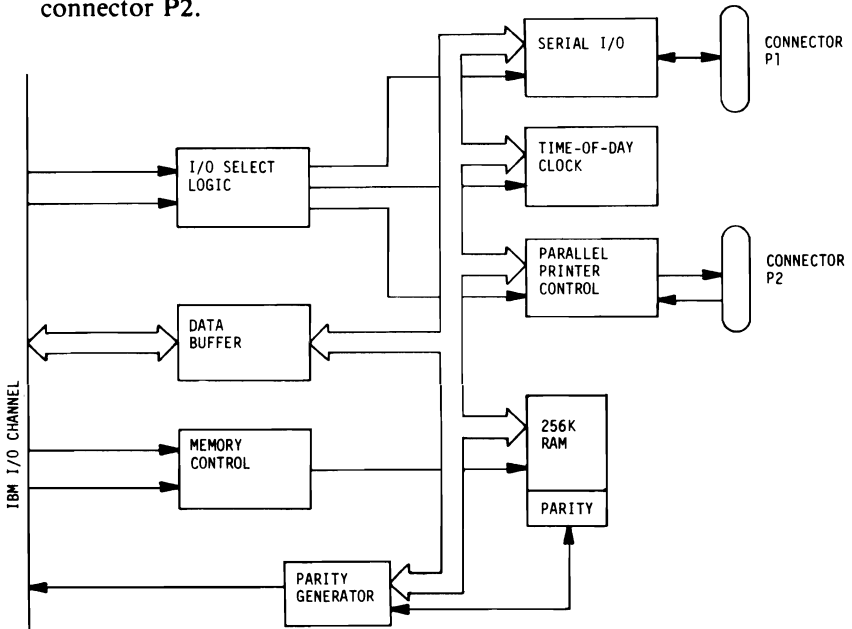 connector P2.
SERIAL I/O
CONNECTOR
P1
I/O SELECT
LOGIC
TIME-OF-DAY
CLOCK
PARALLEL
PRINTER
CONTROL
CONNECTOR
P2
DATA
BUFFER
IBM I/O CHANNEL
MEMORY
CONTROL
256K
RAM
PARITY
PARITY
GENERATOR